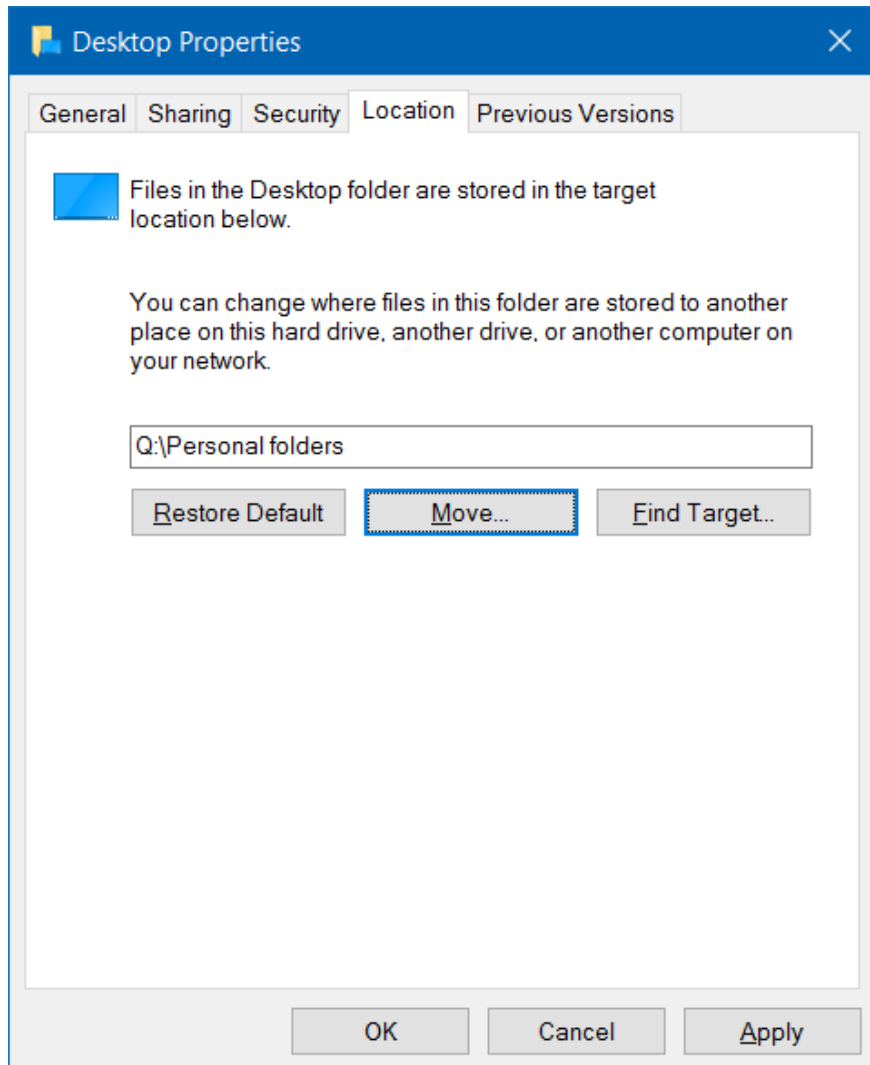 Desktop Properties
General Sharing Security Location Previous Versions
Files in the Desktop folder are stored in the target
location below.
You can change where files in this folder are stored to another
place on this hard drive, another drive, or another computer on
your network.
Q:\Personal folders
Restore Default Move... Find Target...
OK Cancel Apply